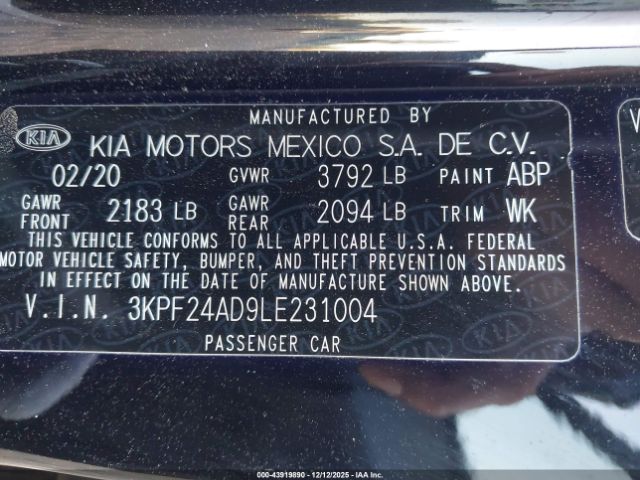 MANUFACTURED BY
KIA KIA MOTORS MEXICO S.A. DE C.V.
02/20 GVWR 3792 LB PAINT ABP
GAWR FRONT 2183 LB GAWR REAR 2094 LB TRIM WK
THIS VEHICLE CONFORMS TO ALL APPLICABLE U.S.A. FEDERAL
MOTOR VEHICLE SAFETY, BUMPER, AND THEFT PREVENTION STANDARDS
IN EFFECT ON THE DATE OF MANUFACTURE SHOWN ABOVE.
V.I.N. 3KPF24AD9LE231004
PASSENGER CAR
000-43919890 - 12/12/2025 - IAA Inc.